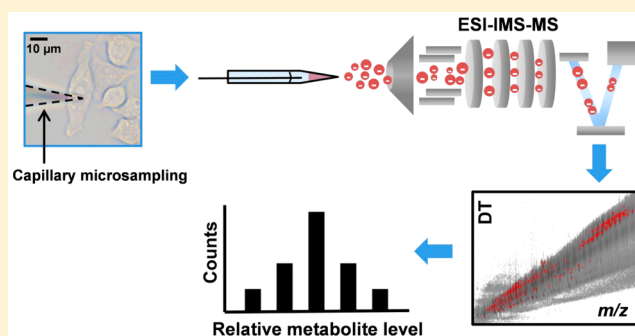 ESI-IMS-MS
10 µm
Capillary microsampling
DT
m/z
Counts
Relative metabolite level